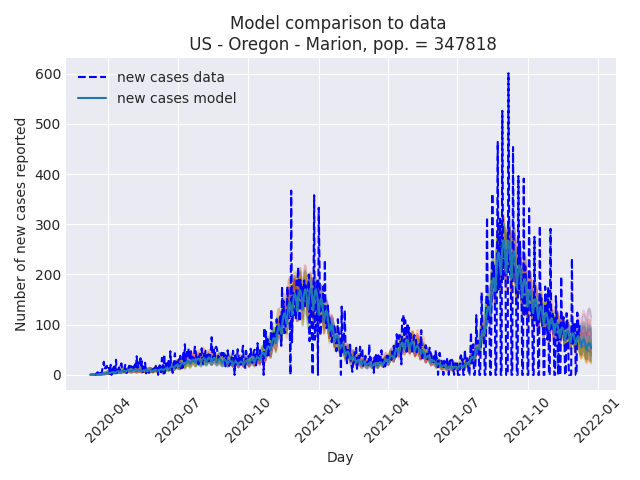 Model comparison to data
US - Oregon - Marion, pop. = 347818
new cases data
new cases model
Number of new cases reported
600
500
400
300
200
100
0
2020-04
2020-07
2020-10
2021-01
2021-04
2021-07
2021-10
2022-01
Day